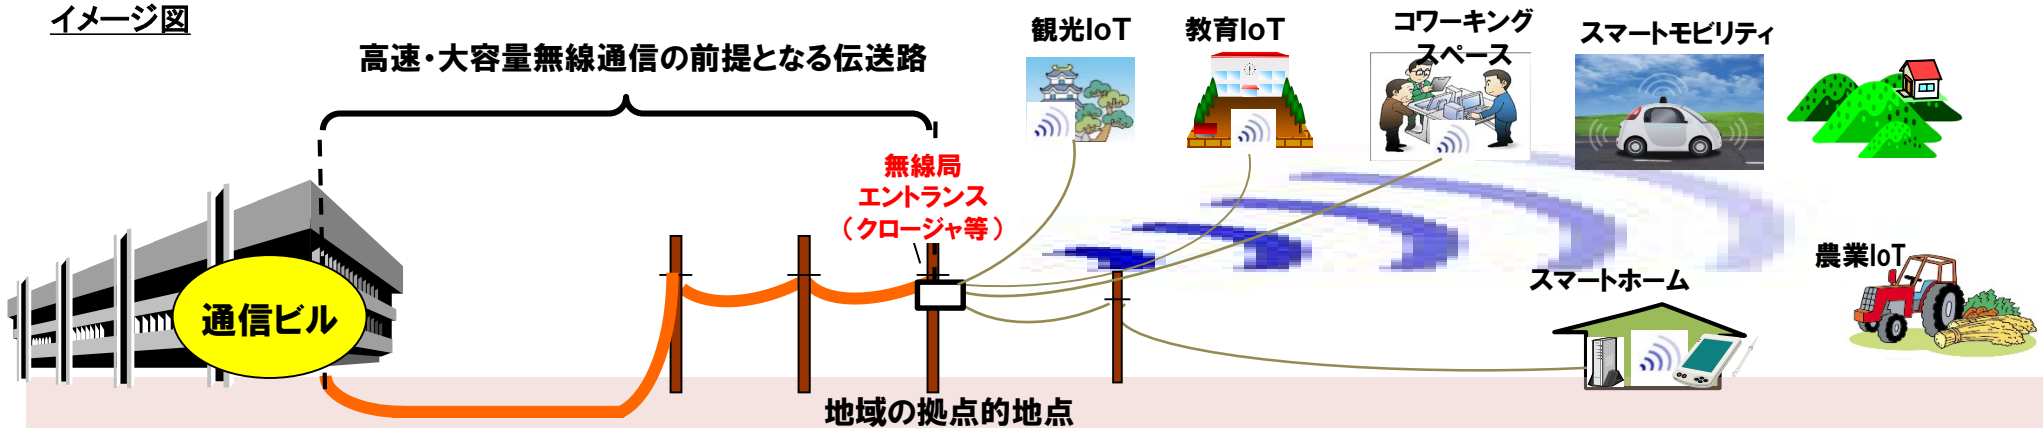 イメージ図
高速・大容量無線通信の前提となる伝送路
観光IoT
教育IoT
コワーキング
スペース
スマートモビリティ
無線局
エントランス
（クロージャ等）
通信ビル
農業IoT
スマートホーム
地域の拠点的地点